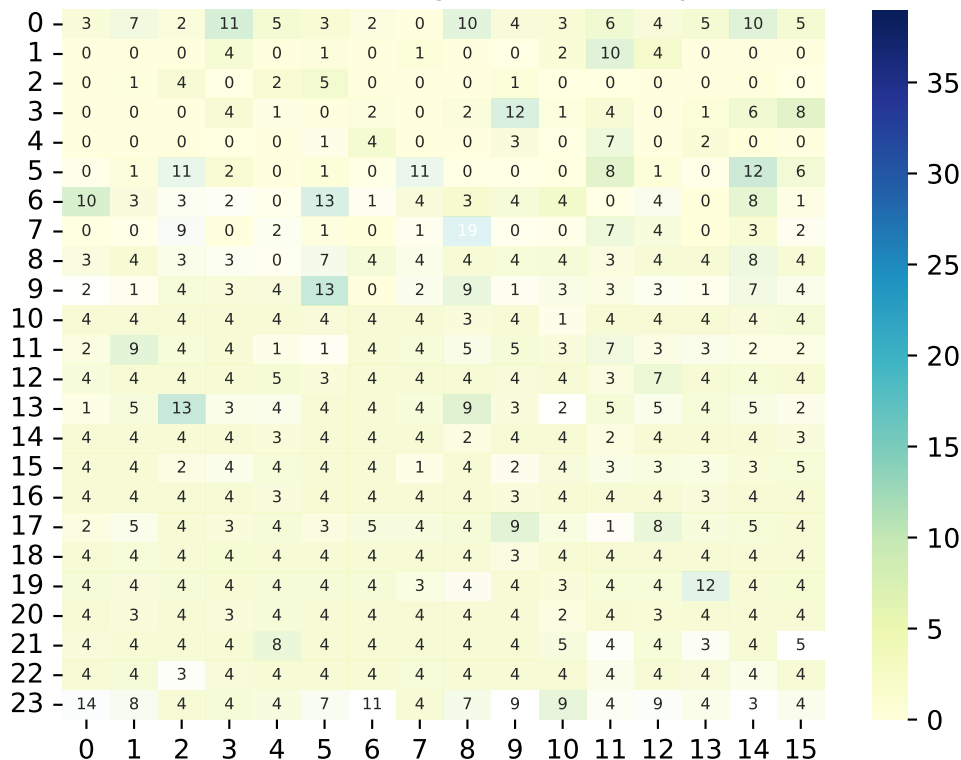 0 3 7 2 11 5 3 2 0 10 4 3 6 4 5 10 5
1 0 0 0 4 0 1 0 1 0 0 2 10 4 0 0 0
2 0 1 4 0 2 5 0 0 0 1 0 0 0 0 0 0
3 0 0 0 4 1 0 2 0 2 12 1 4 0 1 6 8
4 0 0 0 0 0 1 4 0 0 3 0 7 0 2 0 0
5 0 1 11 2 0 1 0 11 0 0 0 8 1 0 12 6
6 10 3 3 2 0 13 1 4 3 4 4 0 4 0 8 1
7 0 0 9 0 2 1 0 1 19 0 0 7 4 0 3 2
8 3 4 3 3 0 7 4 4 4 4 4 3 4 4 8 4
9 2 1 4 3 4 13 0 2 9 1 3 3 3 1 7 4
10 4 4 4 4 4 4 4 4 3 4 1 4 4 4 4 4
11 2 9 4 4 1 1 4 4 5 5 3 7 3 3 2 2
12 4 4 4 4 5 3 4 4 4 4 4 3 7 4 4 4
13 1 5 13 3 4 4 4 4 9 3 2 5 5 4 5 2
14 4 4 4 4 3 4 4 4 2 4 4 2 4 4 4 3
15 4 4 2 4 4 4 4 1 4 2 4 3 3 3 3 5
16 4 4 4 4 3 4 4 4 4 3 4 4 4 3 4 4
17 2 5 4 3 4 3 5 4 4 9 4 1 8 4 5 4
18 4 4 4 4 4 4 4 4 4 3 4 4 4 4 4 4
19 4 4 4 4 4 4 4 3 4 4 3 4 4 12 4 4
20 4 3 4 3 4 4 4 4 4 4 2 4 3 4 4 4
21 4 4 4 4 8 4 4 4 4 4 5 4 4 3 4 5
22 4 4 3 4 4 4 4 4 4 4 4 4 4 4 4 4
23 14 8 4 4 4 7 11 4 7 9 9 4 9 4 3 4
0 1 2 3 4 5 6 7 8 9 10 11 12 13 14 15
35
30
25
20
15
10
5
0